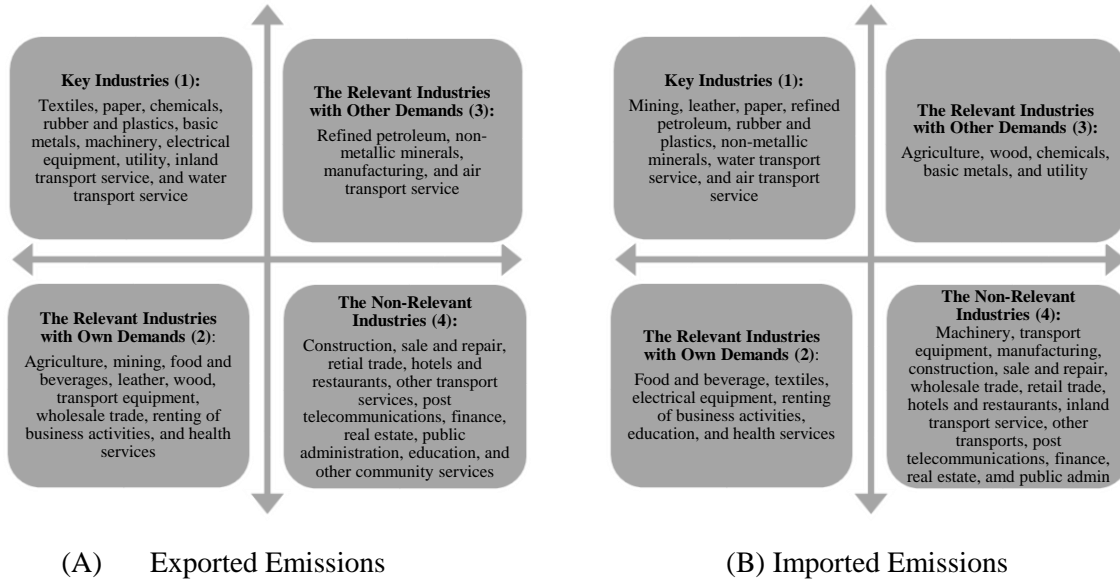 Key Industries (1):
Textiles, paper, chemicals,
rubber and plastics, basic
metals, machinery, electrical
equipment, utility, inland
transport service, and water
transport service
The Relevant Industries
with Other Demands (3):
Refined petroleum, non-
metallic minerals,
manufacturing, and air
transport service
The Relevant Industries
with Own Demands (2):
Agriculture, mining, food and
beverages, leather, wood,
transport equipment,
wholesale trade, renting of
business activities, and health
services
The Non-Relevant
Industries (4):
Construction, sale and repair,
retial trade, hotels and
restaurants, other transport
services, post
telecommunications, finance,
real estate, public
administration, education, and
other community services
(A) Exported Emissions
Key Industries (1):
Mining, leather, paper, refined
petroleum, rubber and
plastics, non-metallic
minerals, water transport
service, and air transport
service
The Relevant Industries
with Other Demands (3):
Agriculture, wood, chemicals,
basic metals, and utility
The Relevant Industries
with Own Demands (2):
Food and beverage, textiles,
electrical equipment, renting
of business activities,
education, and health services
The Non-Relevant
Industries (4):
Machinery, transport
equipment, manufacturing,
construction, sale and repair,
wholesale trade, retail trade,
hotels and restaurants, inland
transport service, other
transports, post
telecommunications, finance,
real estate, amd public admin
(B) Imported Emissions